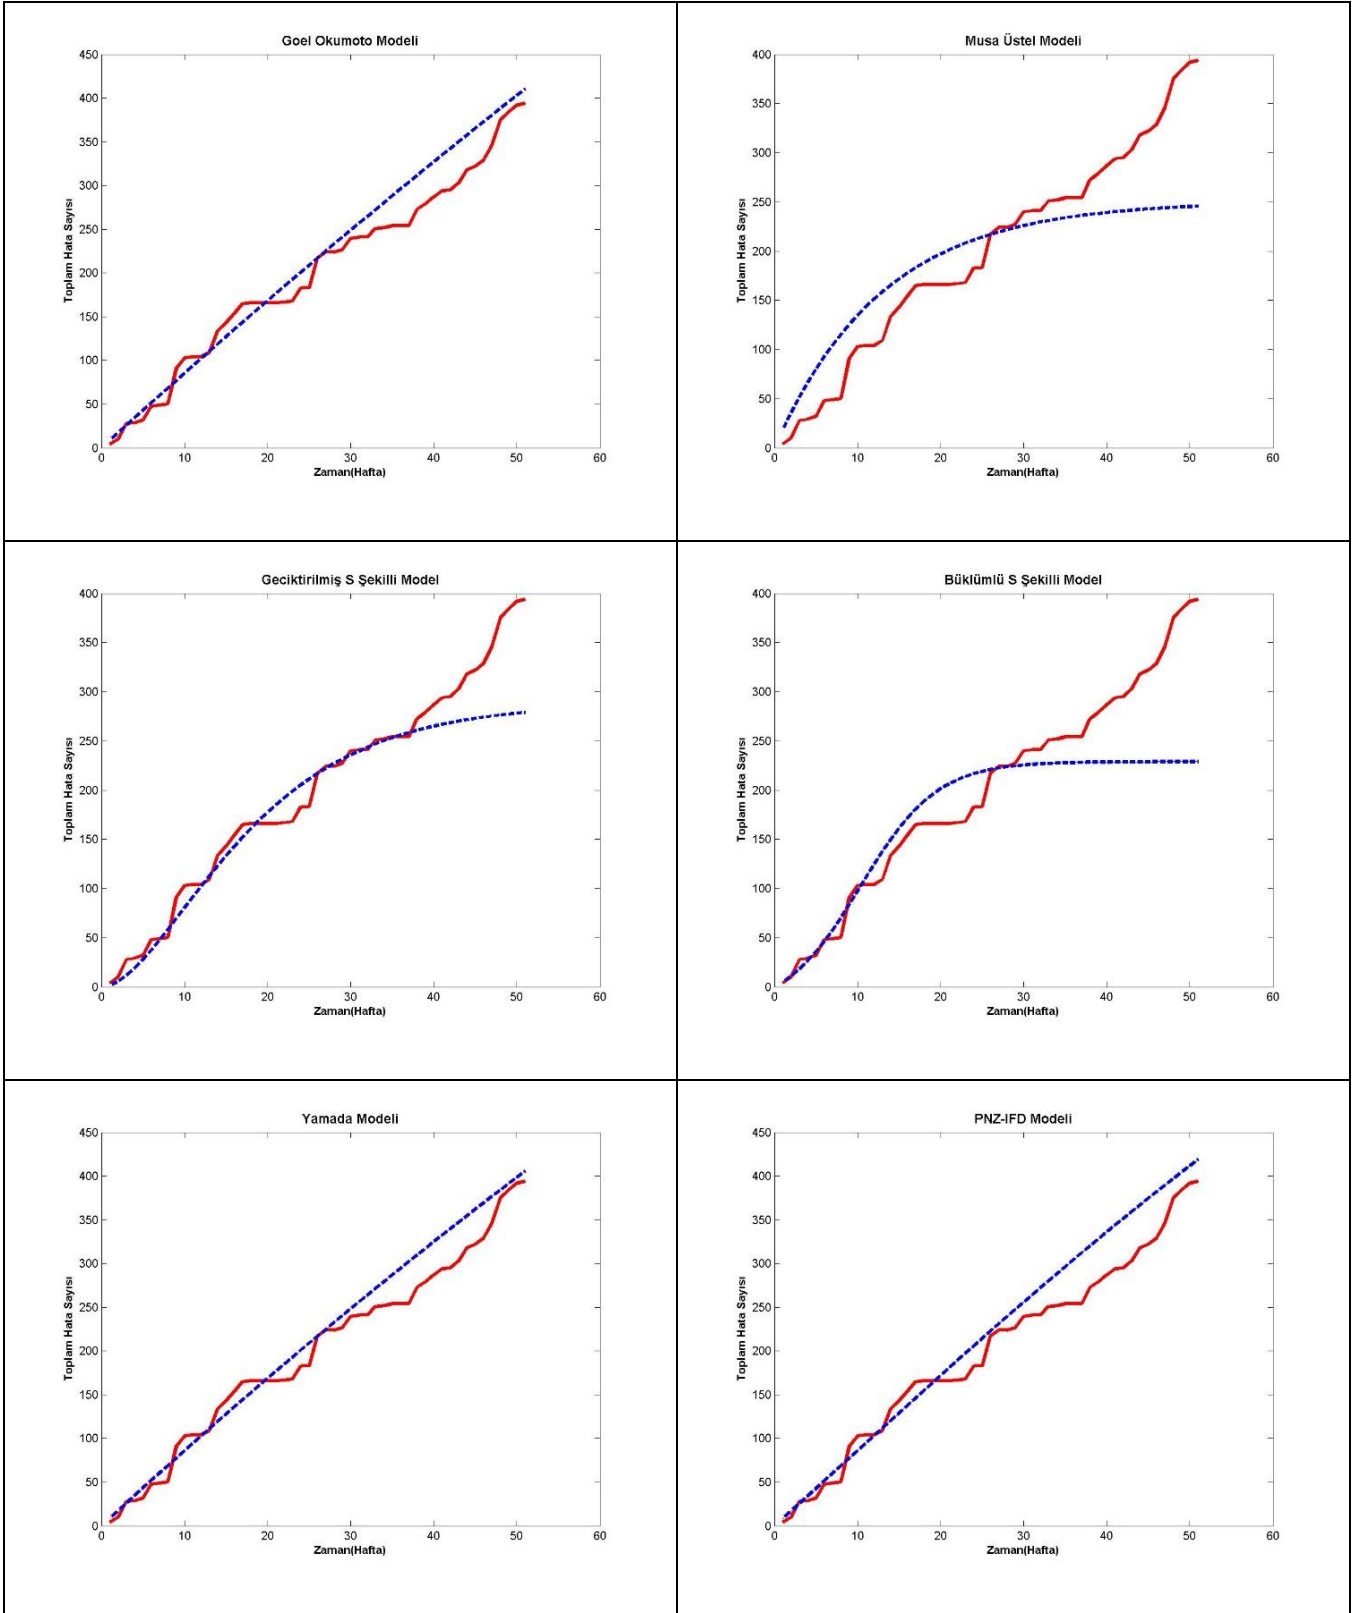 Goel Okumoto Modeli
450
400
350
300
250
200
150
100
50
0
Toplam Hata Sayısı
0 10 20 30 40 50 60
Zaman(Hafta)
Musa Üstel Modeli
400
350
300
250
200
150
100
50
0
Toplam Hata Sayısı
0 10 20 30 40 50 60
Zaman(Hafta)
Geciktirilmiş S Şekilli Model
400
350
300
250
200
150
100
50
0
Toplam Hata Sayısı
0 10 20 30 40 50 60
Zaman(Hafta)
Büklümlü S Şekilli Model
400
350
300
250
200
150
100
50
0
Toplam Hata Sayısı
0 10 20 30 40 50 60
Zaman(Hafta)
Yamada Modeli
450
400
350
300
250
200
150
100
50
0
Toplam Hata Sayısı
0 10 20 30 40 50 60
Zaman(Hafta)
PNZ-IFD Modeli
450
400
350
300
250
200
150
100
50
0
Toplam Hata Sayısı
0 10 20 30 40 50 60
Zaman(Hafta)